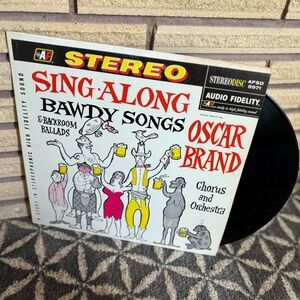 STEREO
STEREODISC
AFSD
5971
AUDIO FIDELITY
SING-ALONG
BAWDY SONGS
& BACKROOM
BALLADS
OSCAR
BRAND
Chorus and
Orchestra